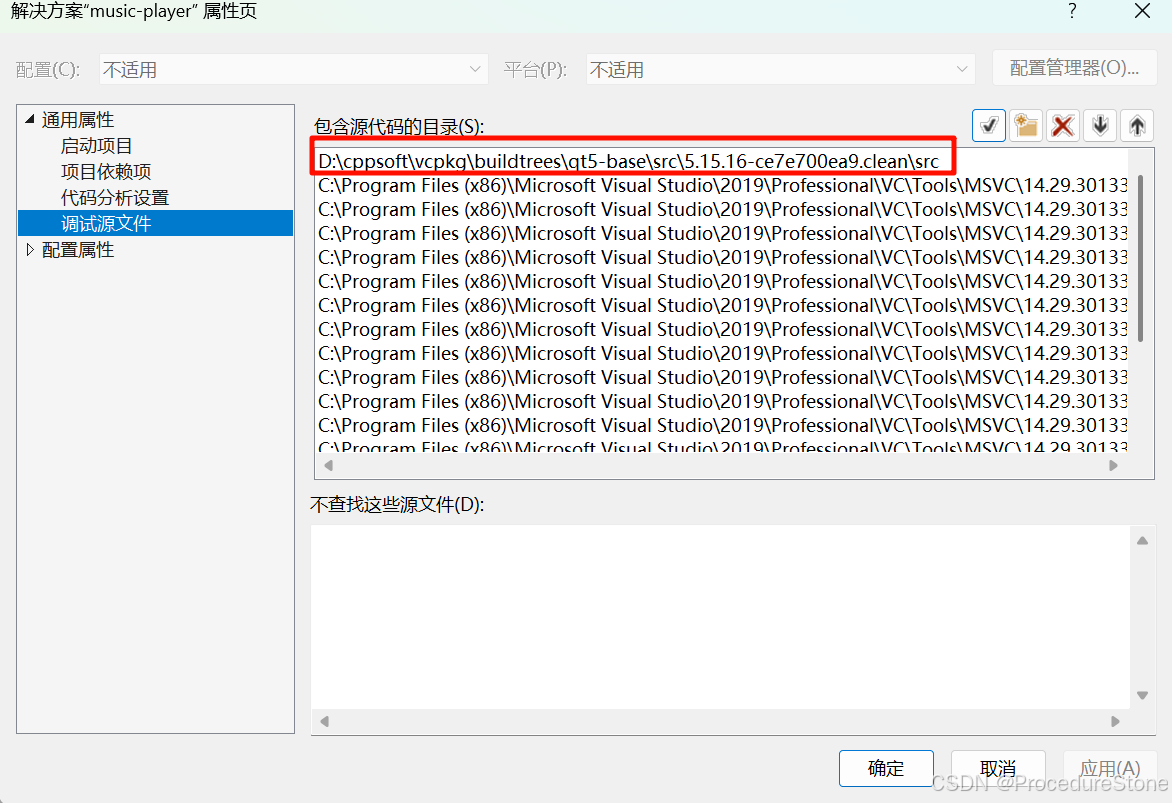 解决方案“music-player” 属性页
?
配置(C): 不适用 平台(P): 不适用 配置管理器(O)...
通用属性
启动项目
项目依赖项
代码分析设置
调试源文件
配置属性
包含源代码的目录(S):
D:\cppsoft\vcpkg\buildtrees\qt5-base\src\5.15.16-ce7e700ea9.clean\src
C:\Program Files (x86)\Microsoft Visual Studio\2019\Professional\VC\Tools\MSVC\14.29.30133
C:\Program Files (x86)\Microsoft Visual Studio\2019\Professional\VC\Tools\MSVC\14.29.30133
C:\Program Files (x86)\Microsoft Visual Studio\2019\Professional\VC\Tools\MSVC\14.29.30133
C:\Program Files (x86)\Microsoft Visual Studio\2019\Professional\VC\Tools\MSVC\14.29.30133
C:\Program Files (x86)\Microsoft Visual Studio\2019\Professional\VC\Tools\MSVC\14.29.30133
C:\Program Files (x86)\Microsoft Visual Studio\2019\Professional\VC\Tools\MSVC\14.29.30133
C:\Program Files (x86)\Microsoft Visual Studio\2019\Professional\VC\Tools\MSVC\14.29.30133
C:\Program Files (x86)\Microsoft Visual Studio\2019\Professional\VC\Tools\MSVC\14.29.30133
C:\Program Files (x86)\Microsoft Visual Studio\2019\Professional\VC\Tools\MSVC\14.29.30133
C:\Program Files (x86)\Microsoft Visual Studio\2019\Professional\VC\Tools\MSVC\14.29.30133
C:\Program Files (x86)\Microsoft Visual Studio\2019\Professional\VC\Tools\MSVC\14.29.30133
C:\Program Files (x86)\Microsoft Visual Studio\2019\Professional\VC\Tools\MSVC\14.29.30133
不查找这些源文件(D):
确定 取消 应用(A)
CSDN @ProcedureStone